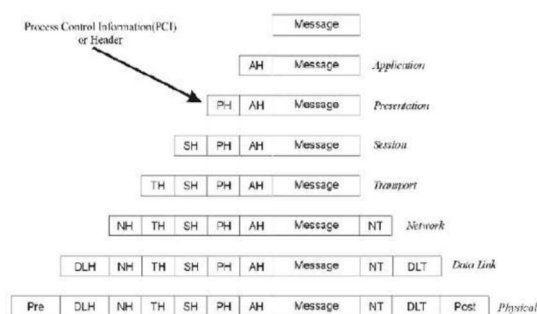 Message
Process Control Information(PCI)
or Header
AH Message Application
PH AH Message Presentation
SH PH AH Message Session
TH SH PH AH Message Transport
NH TH SH PH AH Message NT Network
DLH NH TH SH PH AH Message NT DLT Data Link
Pre DLH NH TH SH PH AH Message NT DLT Post Physical